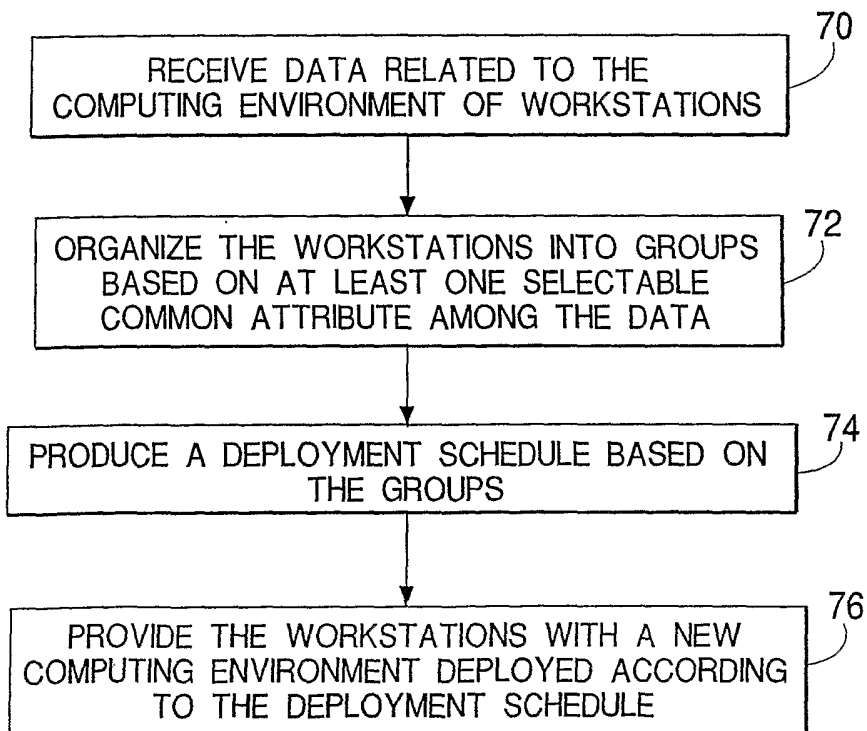 70
RECEIVE DATA RELATED TO THE
COMPUTING ENVIRONMENT OF WORKSTATIONS
72
ORGANIZE THE WORKSTATIONS INTO GROUPS
BASED ON AT LEAST ONE SELECTABLE
COMMON ATTRIBUTE AMONG THE DATA
74
PRODUCE A DEPLOYMENT SCHEDULE BASED ON
THE GROUPS
76
PROVIDE THE WORKSTATIONS WITH A NEW
COMPUTING ENVIRONMENT DEPLOYED ACCORDING
TO THE DEPLOYMENT SCHEDULE